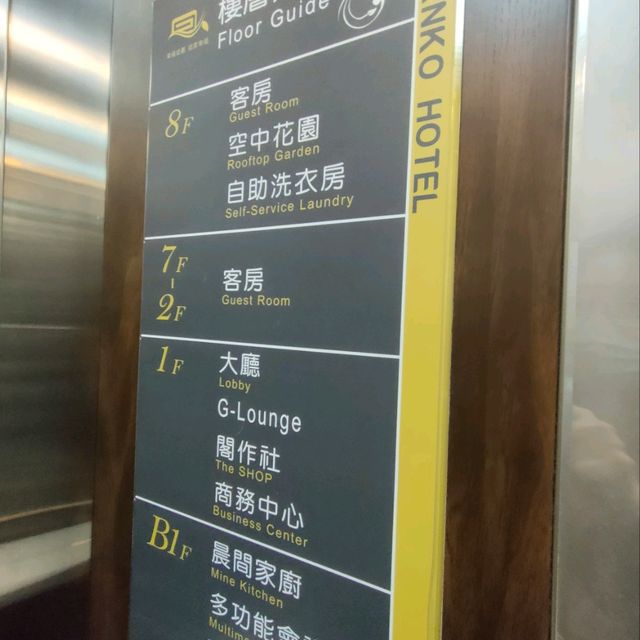 Floor Guide
NKO HOTEL
8F
客房
Guest Room
空中花園
Rooftop Garden
自助洗衣房
Self-Service Laundry
7F
-
2F
客房
Guest Room
1F
大廳
Lobby
G-Lounge
閣作社
The SHOP
商務中心
Business Center
B1F
晨間家廚
Mine Kitchen
多功能會